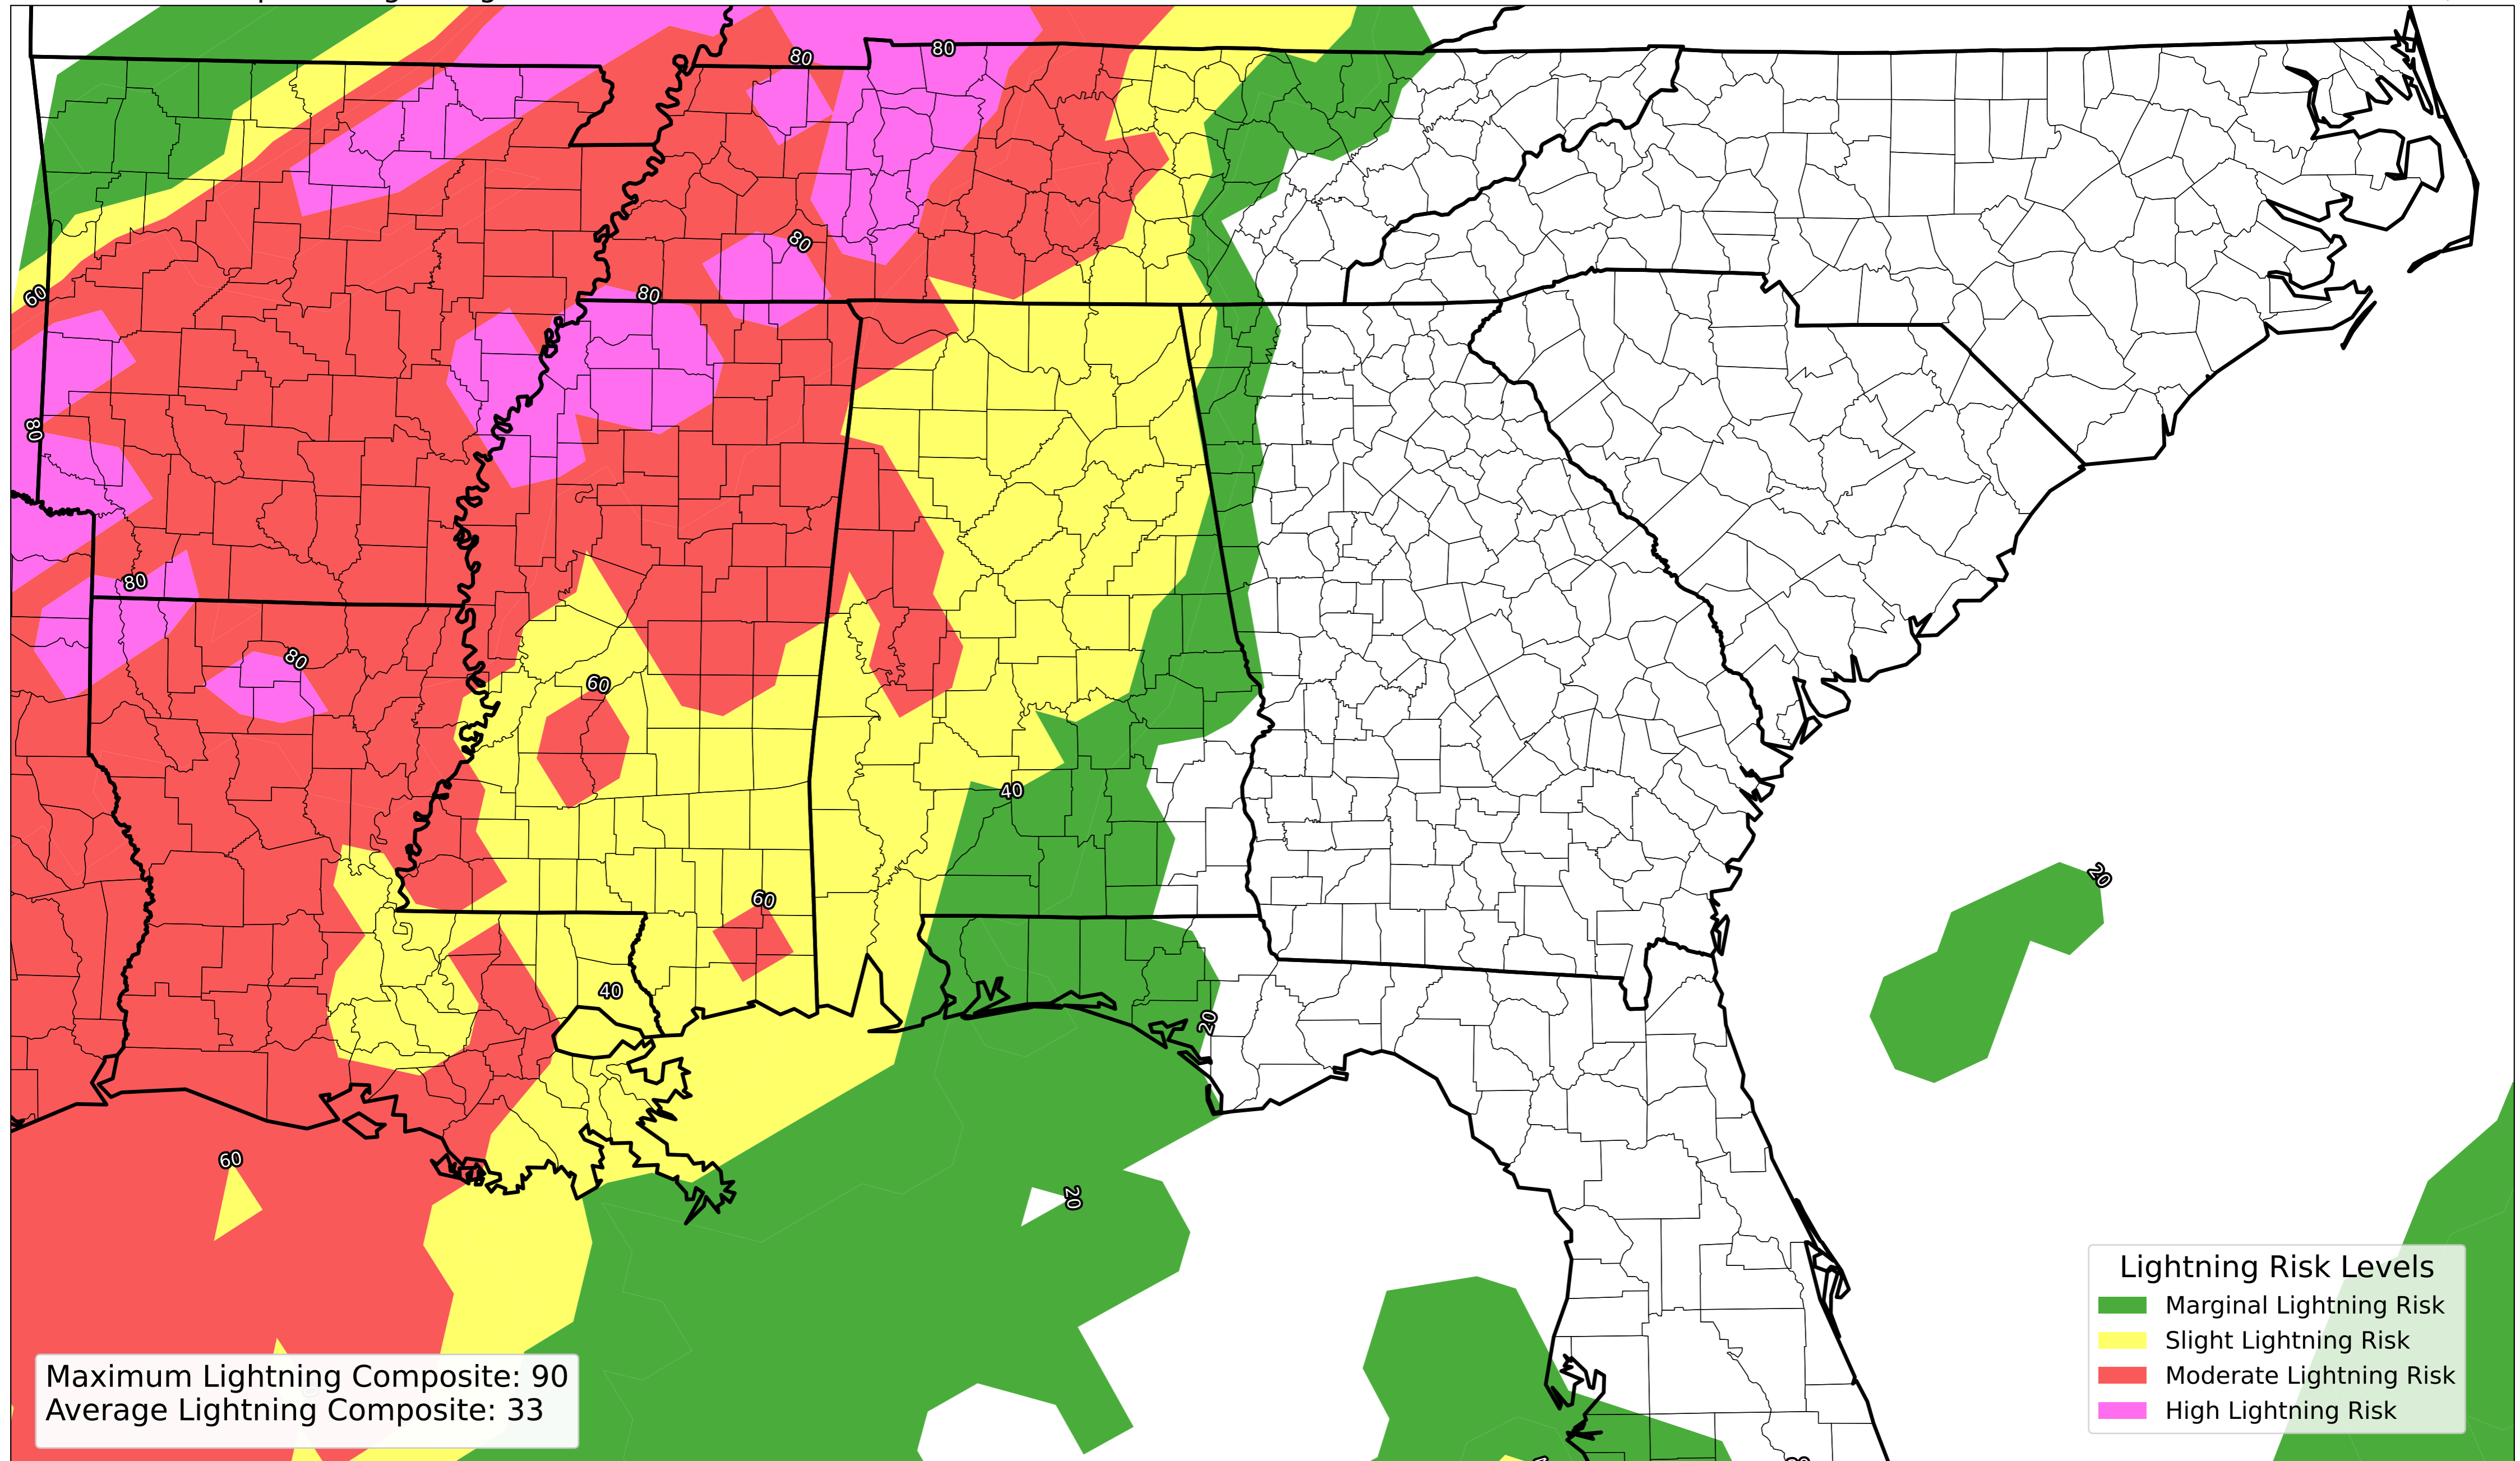 80
80
80
60
80
80
80
80
60
40
60
20
40
20
60
20
Lightning Risk Levels
Marginal Lightning Risk
Slight Lightning Risk
Moderate Lightning Risk
High Lightning Risk
Maximum Lightning Composite: 90
Average Lightning Composite: 33